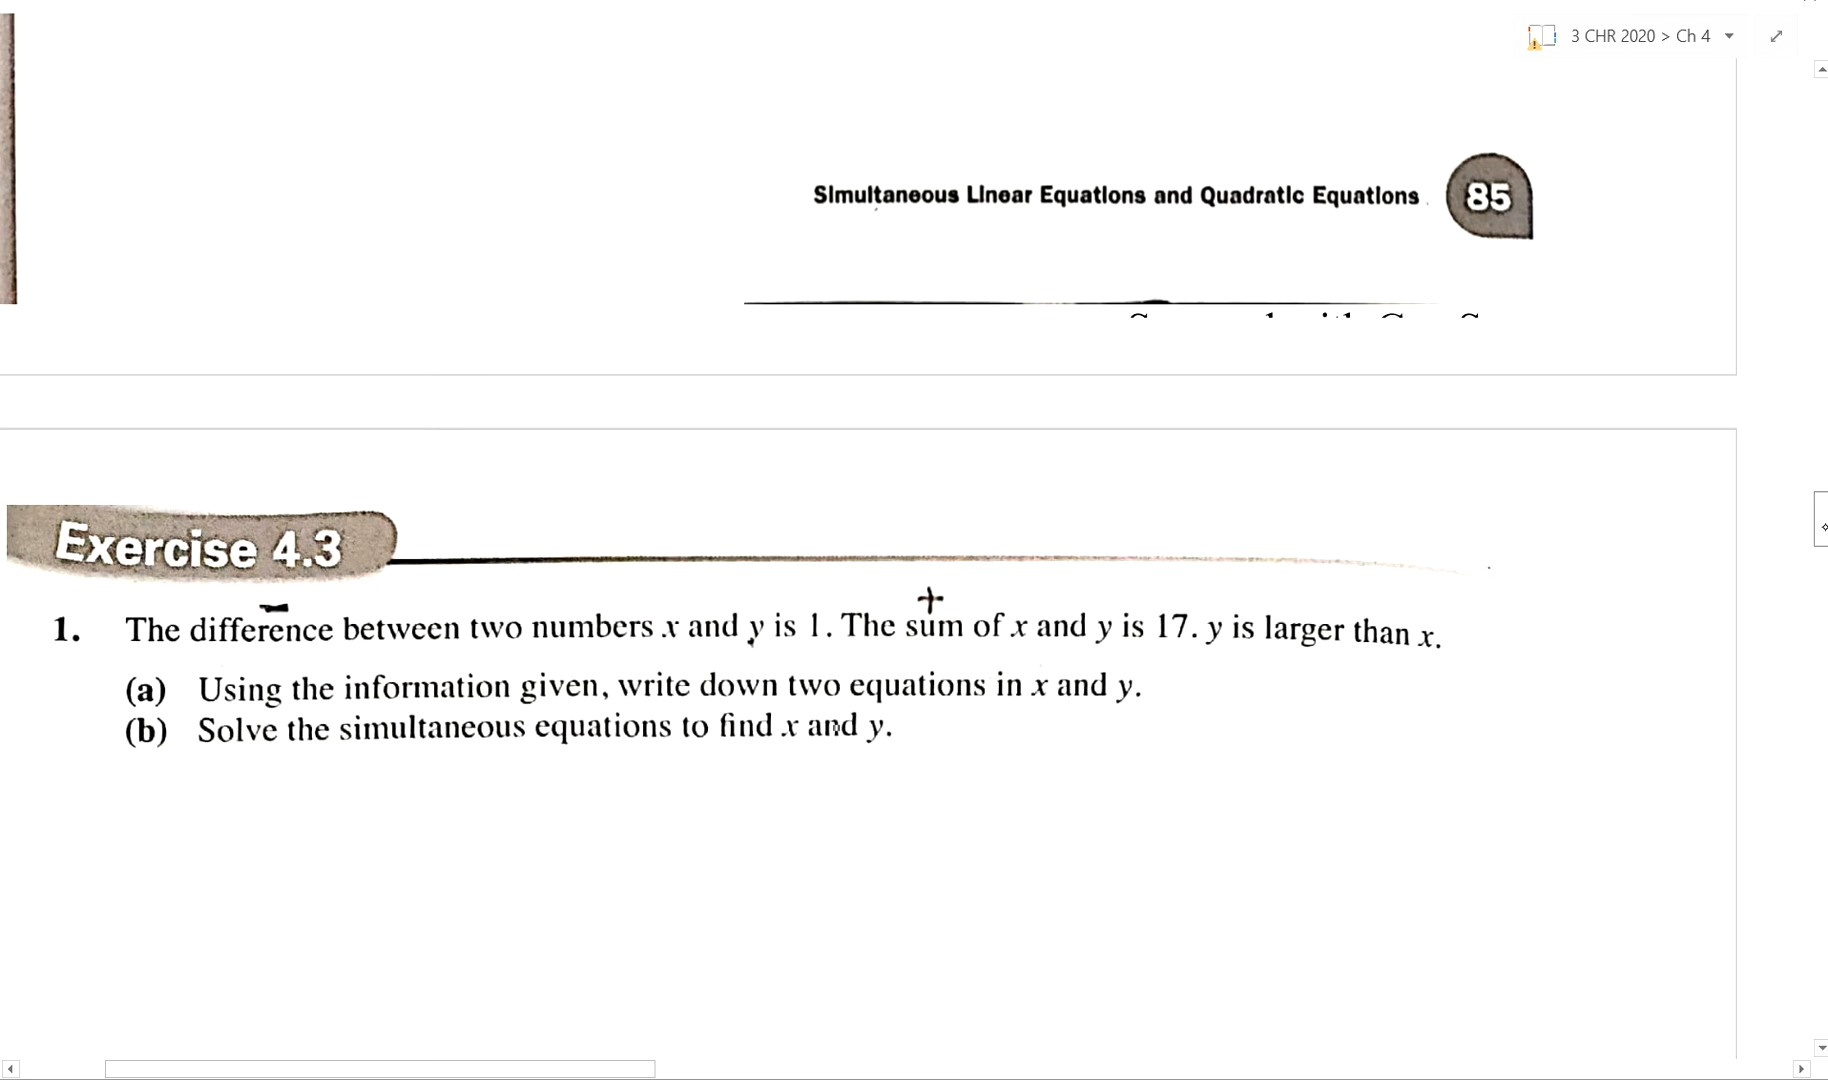 3 CHR 2020 > Ch 4
Simultaneous Linear Equations and Quadratic Equations 85
Exercise 4.3
− +
1. The difference between two numbers x and y is 1. The sum of x and y is 17. y is larger than x.
(a) Using the information given, write down two equations in x and y.
(b) Solve the simultaneous equations to find x and y.